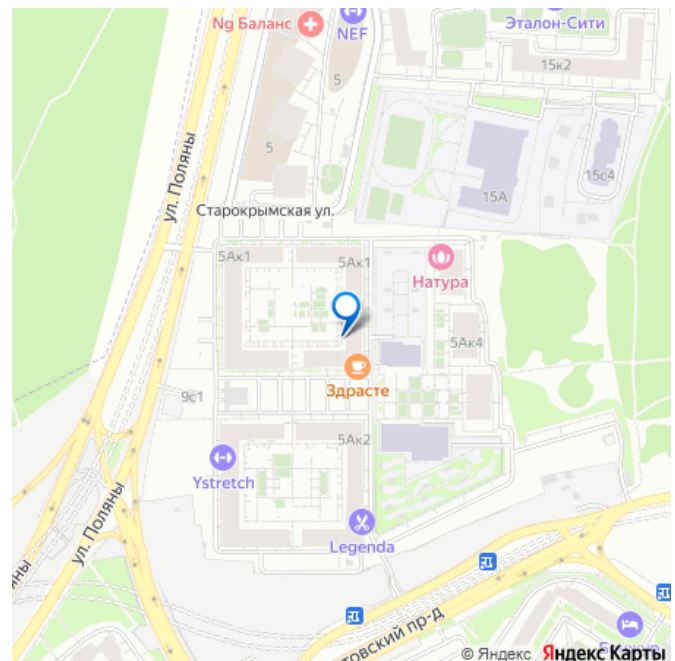 Ng Баланс
NEF
Эталон-Сити
15к2
5
5
ул. Поляны
15А
15с4
Старокрымская ул.
5Ак1
5Ак1
Натура
5Ак4
Здрасте
9с1
5Ак2
Ystretch
ул. Поляны
Legenda
© Яндекс Яндекс Карты